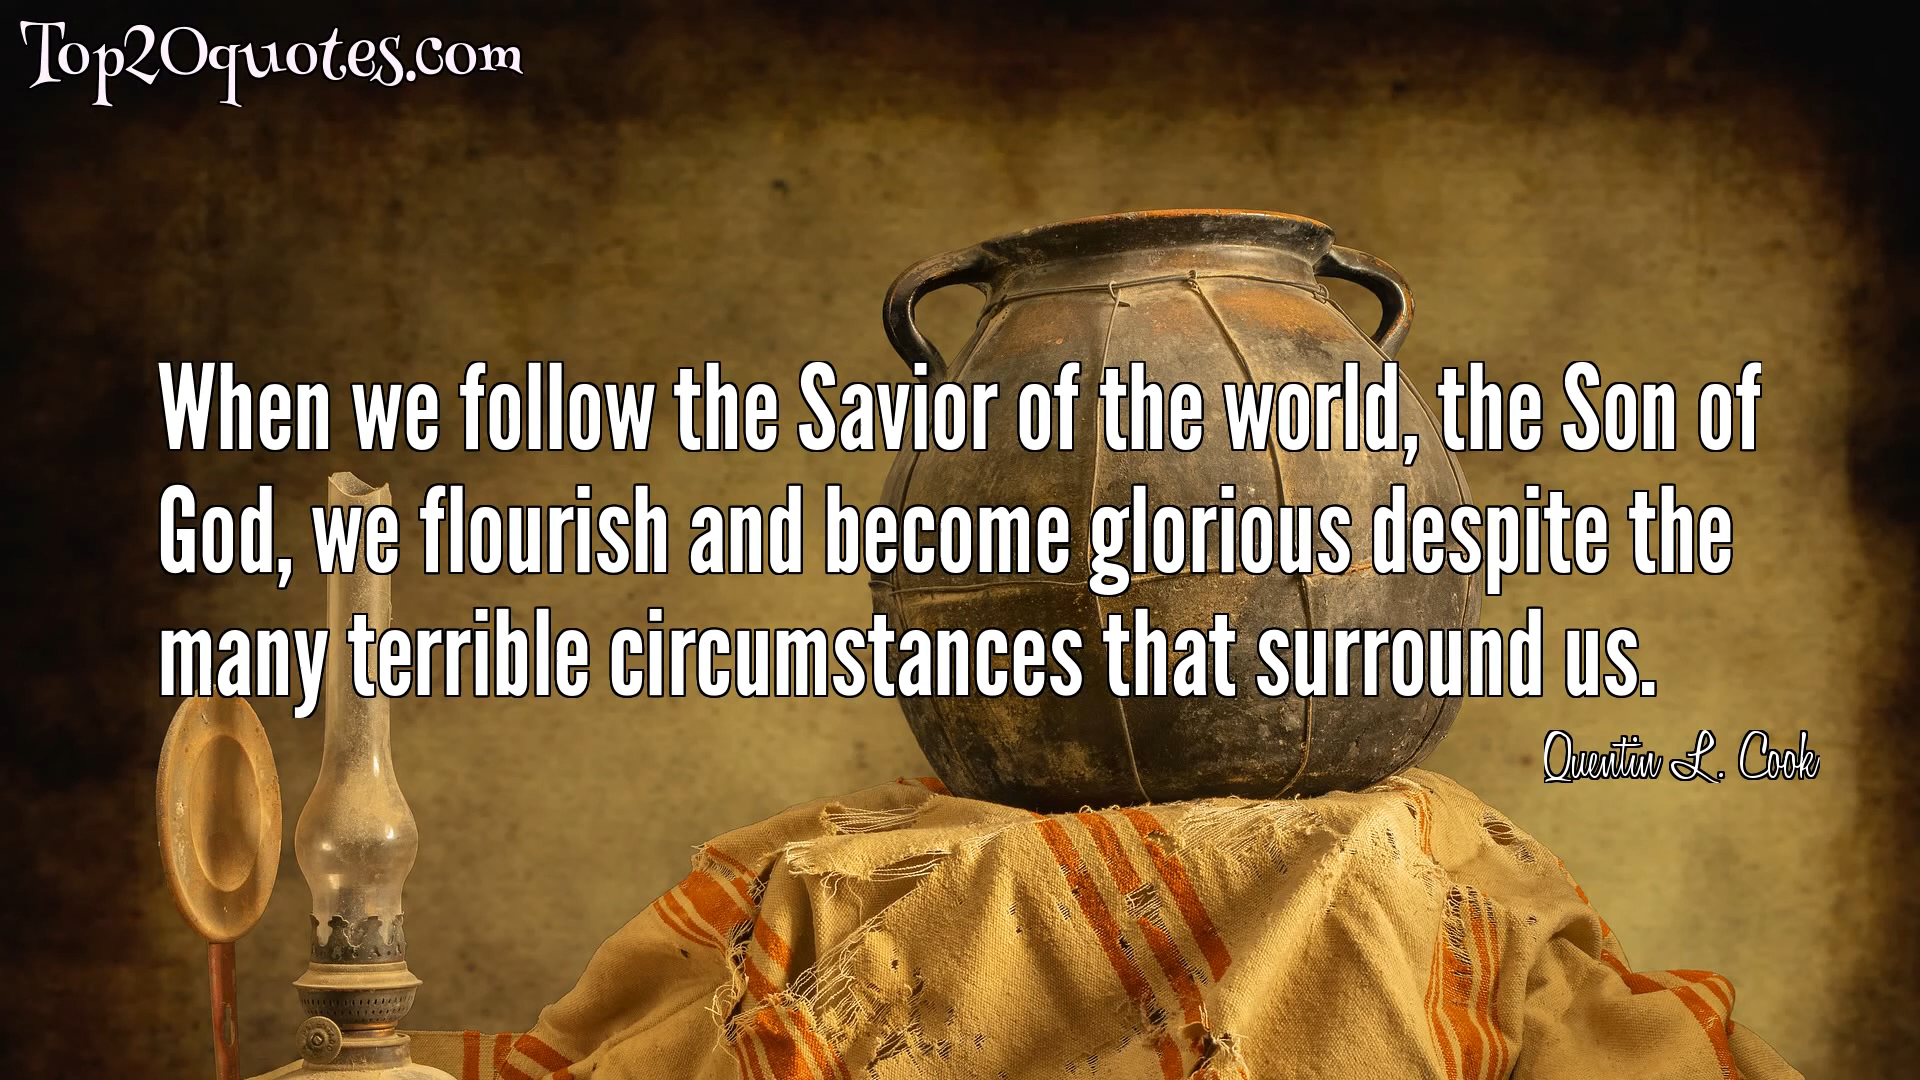 Top20quotes.com
When we follow the Savior of the world, the Son of
God, we flourish and become glorious despite the
many terrible circumstances that surround us.
Quentin L. Cook